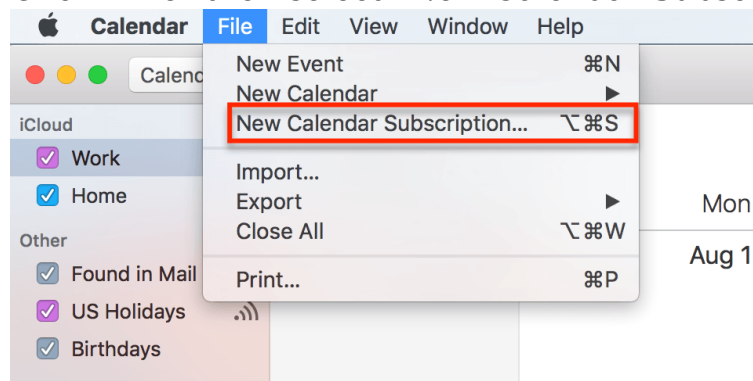 Calendar File Edit View Window Help
New Event ⌘N
New Calendar ▶
New Calendar Subscription... ⌥⌘S
Import...
Export ▶
Close All ⌥⌘W
Print... ⌘P
Calend
iCloud
Work
Home
Other
Found in Mail
US Holidays
Birthdays
Mon
Aug 1